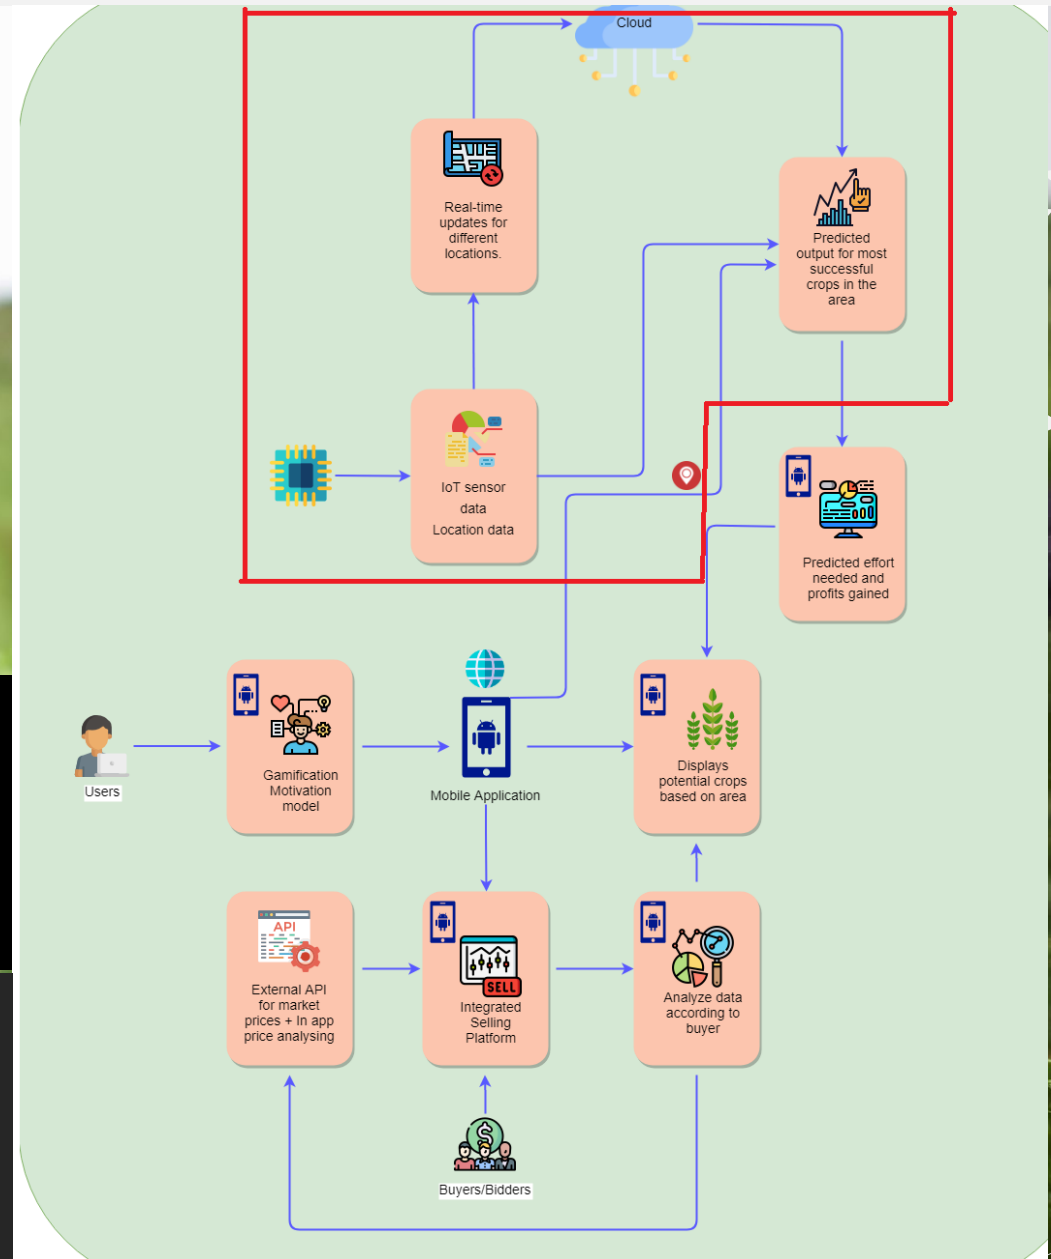 Cloud
Real-time
updates for
different
locations.
Predicted
output for most
successful
crops in the
area
IoT sensor
data
Location data
Predicted effort
needed and
profits gained
Users
Gamification
Motivation
model
Mobile Application
Displays
potential crops
based on area
API
External API
for market
prices + In app
price analysing
SELL
Integrated
Selling
Platform
Analyze data
according to
buyer
Buyers/Bidders